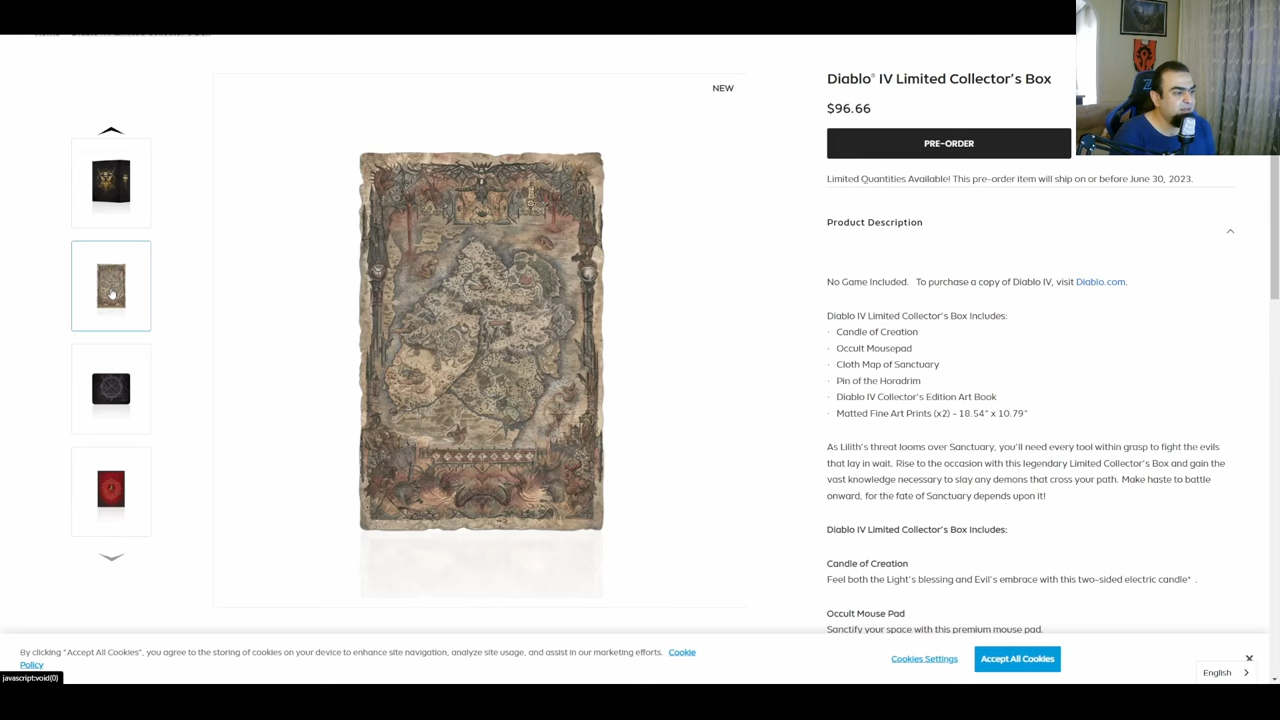 NEW
Diablo® IV Limited Collector's Box
$96.66
PRE-ORDER
Limited Quantities Available! This pre-order item will ship on or before June 30, 2023.
Product Description
No Game Included. To purchase a copy of Diablo IV, visit Diablo.com.
Diablo IV Limited Collector's Box Includes:
· Candle of Creation
· Occult Mousepad
· Cloth Map of Sanctuary
· Pin of the Horadrim
· Diablo IV Collector's Edition Art Book
· Matted Fine Art Prints (x2) - 18.54" x 10.79"
As Lilith's threat looms over Sanctuary, you'll need every tool within grasp to fight the evils
that lay in wait. Rise to the occasion with this legendary Limited Collector's Box and gain the
vast knowledge necessary to slay any demons that cross your path. Make haste to battle
onward, for the fate of Sanctuary depends upon it!
Diablo IV Limited Collector's Box Includes:
Candle of Creation
Feel both the Light's blessing and Evil's embrace with this two-sided electric candle* .
Occult Mouse Pad
Sanctify your space with this premium mouse pad.
By clicking "Accept All Cookies", you agree to the storing of cookies on your device to enhance site navigation, analyze site usage, and assist in our marketing efforts. Cookie
Policy
Cookies Settings
Accept All Cookies
English
javascript:void(0)